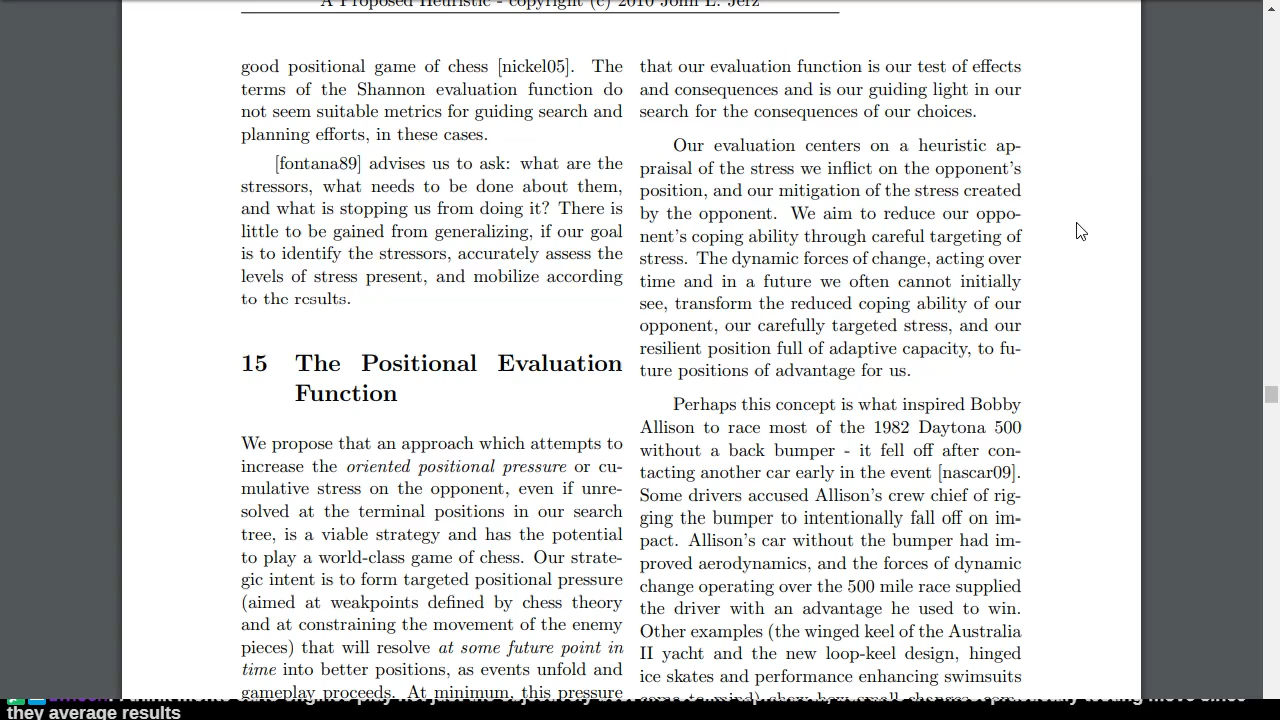 A Proposed Heuristic - copyright (c) 2010 John L. Jerz
good positional game of chess [nickel05]. The
terms of the Shannon evaluation function do
not seem suitable metrics for guiding search and
planning efforts, in these cases.
[fontana89] advises us to ask: what are the
stressors, what needs to be done about them,
and what is stopping us from doing it? There is
little to be gained from generalizing, if our goal
is to identify the stressors, accurately assess the
levels of stress present, and mobilize according
to the results.
15 The Positional Evaluation
Function
We propose that an approach which attempts to
increase the oriented positional pressure or cu-
mulative stress on the opponent, even if unre-
solved at the terminal positions in our search
tree, is a viable strategy and has the potential
to play a world-class game of chess. Our strate-
gic intent is to form targeted positional pressure
(aimed at weakpoints defined by chess theory
and at constraining the movement of the enemy
pieces) that will resolve at some future point in
time into better positions, as events unfold and
gameplay proceeds. At minimum, this pressure
that our evaluation function is our test of effects
and consequences and is our guiding light in our
search for the consequences of our choices.
Our evaluation centers on a heuristic ap-
praisal of the stress we inflict on the opponent's
position, and our mitigation of the stress created
by the opponent. We aim to reduce our oppo-
nent's coping ability through careful targeting of
stress. The dynamic forces of change, acting over
time and in a future we often cannot initially
see, transform the reduced coping ability of our
opponent, our carefully targeted stress, and our
resilient position full of adaptive capacity, to fu-
ture positions of advantage for us.
Perhaps this concept is what inspired Bobby
Allison to race most of the 1982 Daytona 500
without a back bumper - it fell off after con-
tacting another car early in the event [nascar09].
Some drivers accused Allison's crew chief of rig-
ging the bumper to intentionally fall off on im-
pact. Allison's car without the bumper had im-
proved aerodynamics, and the forces of dynamic
change operating over the 500 mile race supplied
the driver with an advantage he used to win.
Other examples (the winged keel of the Australia
II yacht and the new loop-keel design, hinged
ice skates and performance enhancing swimsuits
come to mind) show how small changes, com-
they average results